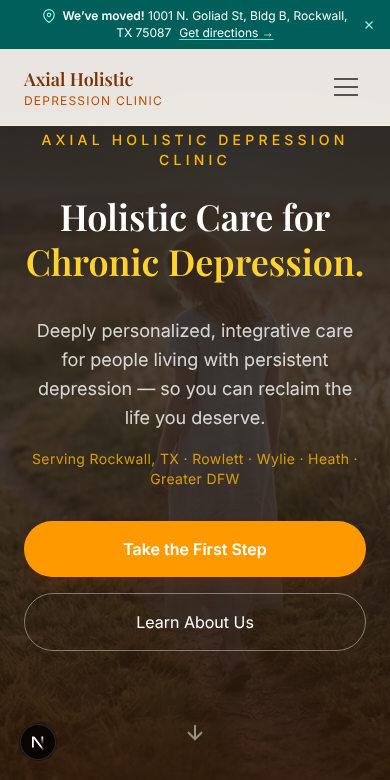 We've moved! 1001 N. Goliad St, Bldg B, Rockwall,
TX 75087 Get directions →
×
Axial Holistic
DEPRESSION CLINIC
AXIAL HOLISTIC DEPRESSION
CLINIC
Holistic Care for
Chronic Depression.
Deeply personalized, integrative care
for people living with persistent
depression — so you can reclaim the
life you deserve.
Serving Rockwall, TX · Rowlett · Wylie · Heath ·
Greater DFW
Take the First Step
Learn About Us
↓
N